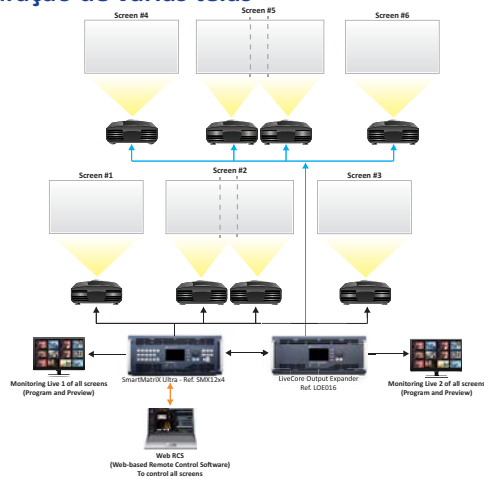 Screen #4
Screen #5
Screen #6
Screen #1
Screen #2
Screen #3
Monitoring Live 1 of all screens
(Program and Preview)
SmartMatriX Ultra - Ref. SMX12x4
LiveCore Output Expander
Ref. LOE016
Monitoring Live 2 of all screens
(Program and Preview)
Web RCS
(Web-based Remote Control Software)
To control all screens